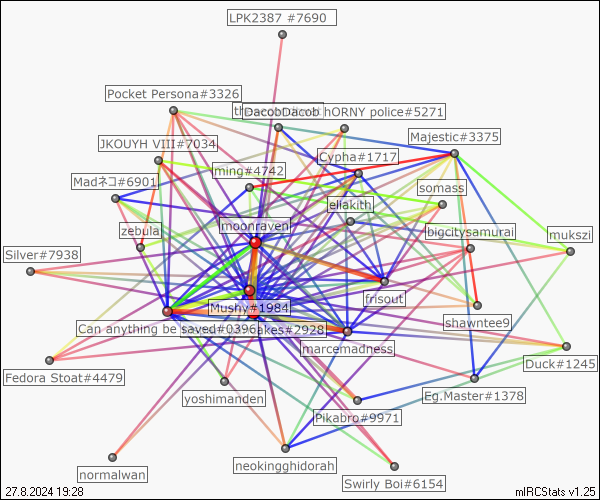 LPK2387 #7690
Pocket Persona#3326
DacobDacob
hORNY police#5271
Majestic#3375
JKOUYH VIII#7034
ming#4742
Cypha#1717
Madネコ#6901
somass
eliakith
moonraven
zebula
bigcitysamurai
mukszi
Silver#7938
frisout
Mushy#1984
shawntee9
Can anything be saved#0396
akes#2928
marcemadness
Duck#1245
Fedora Stoat#4479
Eg.Master#1378
yoshimanden
Pikabro#9971
neokingghidorah
normalwan
Swirly Boi#6154
27.8.2024 19:28
mIRCStats v1.25